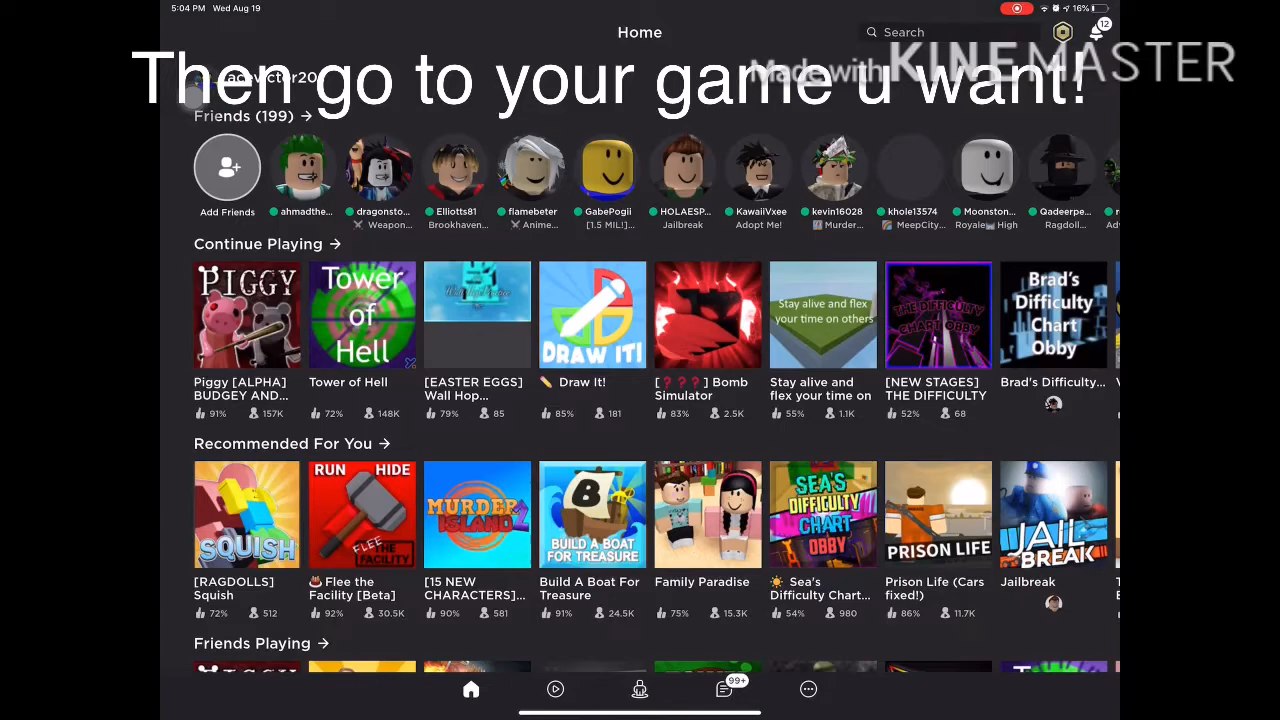 5:04 PM Wed Aug 19
16%
Home
Search
12
Made with KINEMASTER
Then go to your game u want!
Friends (199) →
Add Friends
ahmadthe...
dragonsto...
Elliotts81
flamebeter
GabePogli
HOLAESP...
KawaiiVxee
kevin16028
khole13574
Moonston...
Qadeerpe...
Weapon...
Brookhaven...
Anime...
[1.5 MIL!]...
Jailbreak
Adopt Me!
Murder...
MeepCity...
Royale High
Ragdoll...
Continue Playing →
PIGGY
Tower of Hell
DRAW IT!
Stay alive and flex your time on others
THE DIFFICULTY CHART OBBY
Brad's Difficulty Chart Obby
Piggy [ALPHA] BUDGEY AND...
Tower of Hell
[EASTER EGGS] Wall Hop...
✏️ Draw It!
[❓❓❓] Bomb Simulator
Stay alive and flex your time on
[NEW STAGES] THE DIFFICULTY
Brad's Difficulty...
91% 157K
72% 148K
79% 85
85% 181
83% 2.5K
55% 1.1K
52% 68
Recommended For You →
SQUISH
RUN HIDE FLEE THE FACILITY
MURDER ISLAND 2
B BUILD A BOAT FOR TREASURE
SEA'S DIFFICULTY CHART OBBY
PRISON LIFE
JAIL BREAK
[RAGDOLLS] Squish
Flee the Facility [Beta]
[15 NEW CHARACTERS]...
Build A Boat For Treasure
Family Paradise
☀️ Sea's Difficulty Chart...
Prison Life (Cars fixed!)
Jailbreak
72% 512
92% 30.5K
90% 581
91% 24.5K
75% 15.3K
54% 980
86% 11.7K
Friends Playing →
99+